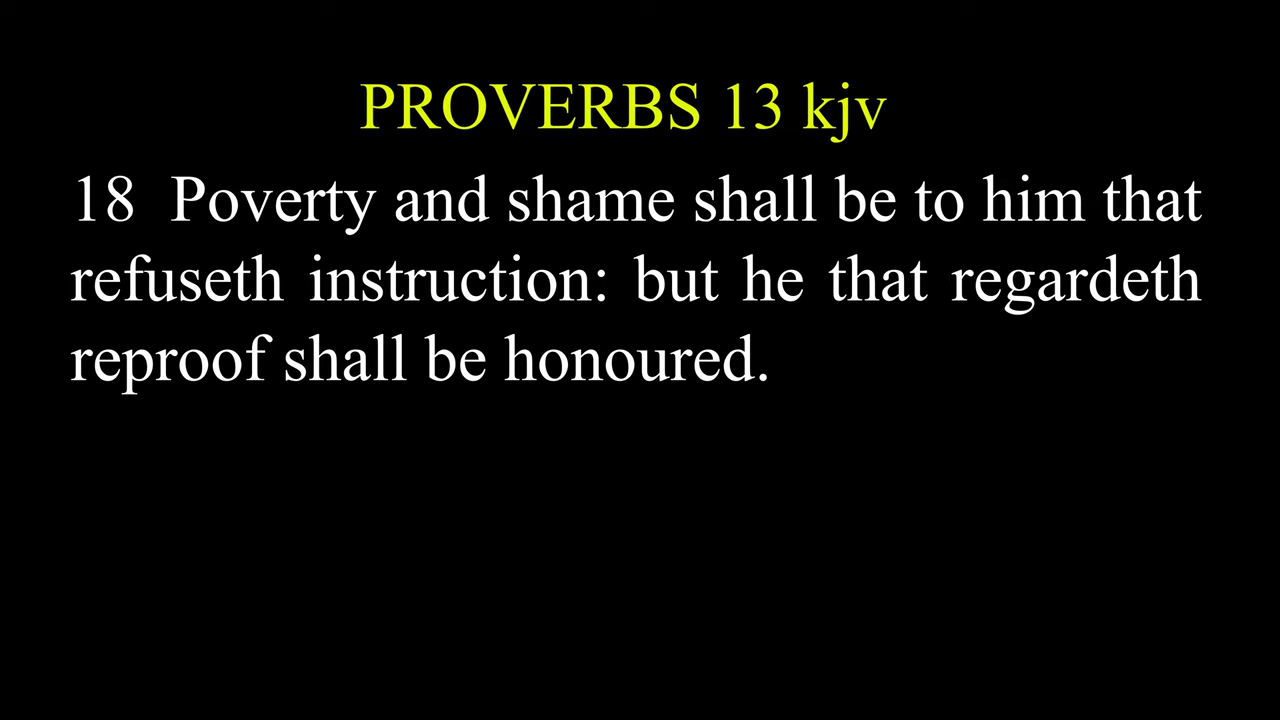 PROVERBS 13 kjv
18 Poverty and shame shall be to him that
refuseth instruction: but he that regardeth
reproof shall be honoured.